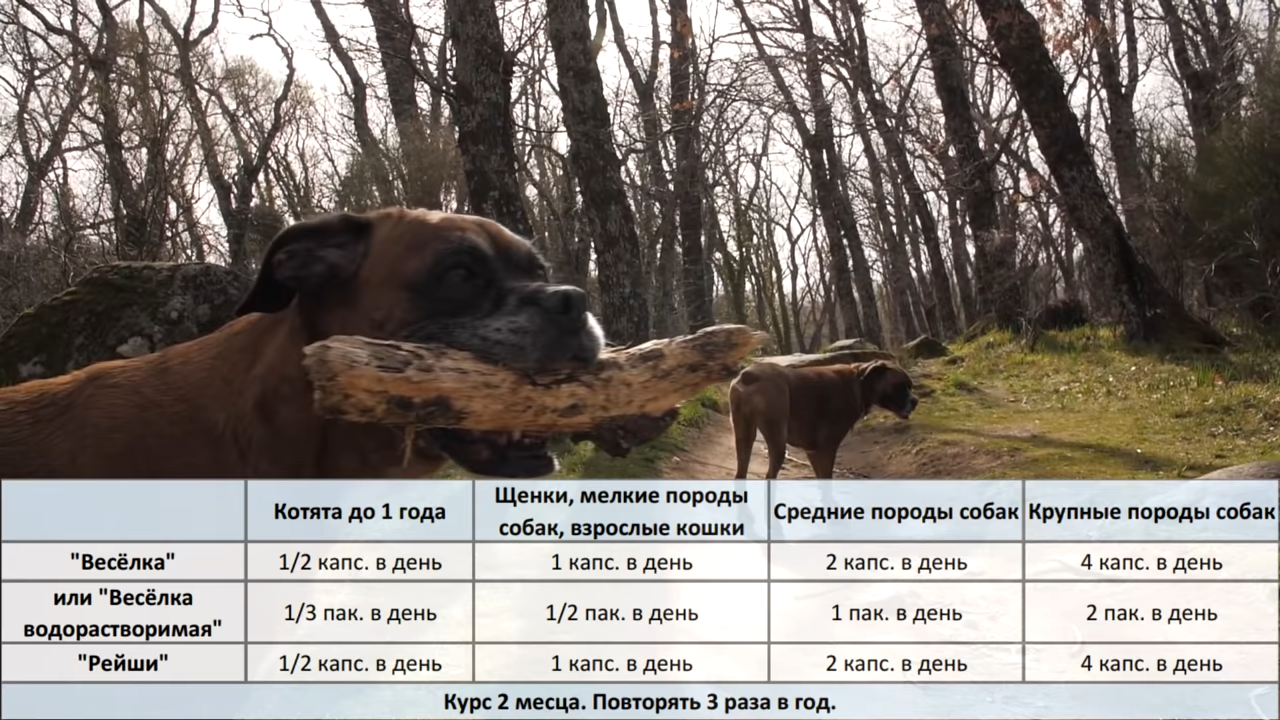 Котята до 1 года
Щенки, мелкие породы
собак, взрослые кошки
Средние породы собак
Крупные породы собак
"Весёлка"
1/2 капс. в день
1 капс. в день
2 капс. в день
4 капс. в день
или "Весёлка
водорастворимая"
1/3 пак. в день
1/2 пак. в день
1 пак. в день
2 пак. в день
"Рейши"
1/2 капс. в день
1 капс. в день
2 капс. в день
4 капс. в день
Курс 2 месца. Повторять 3 раза в год.